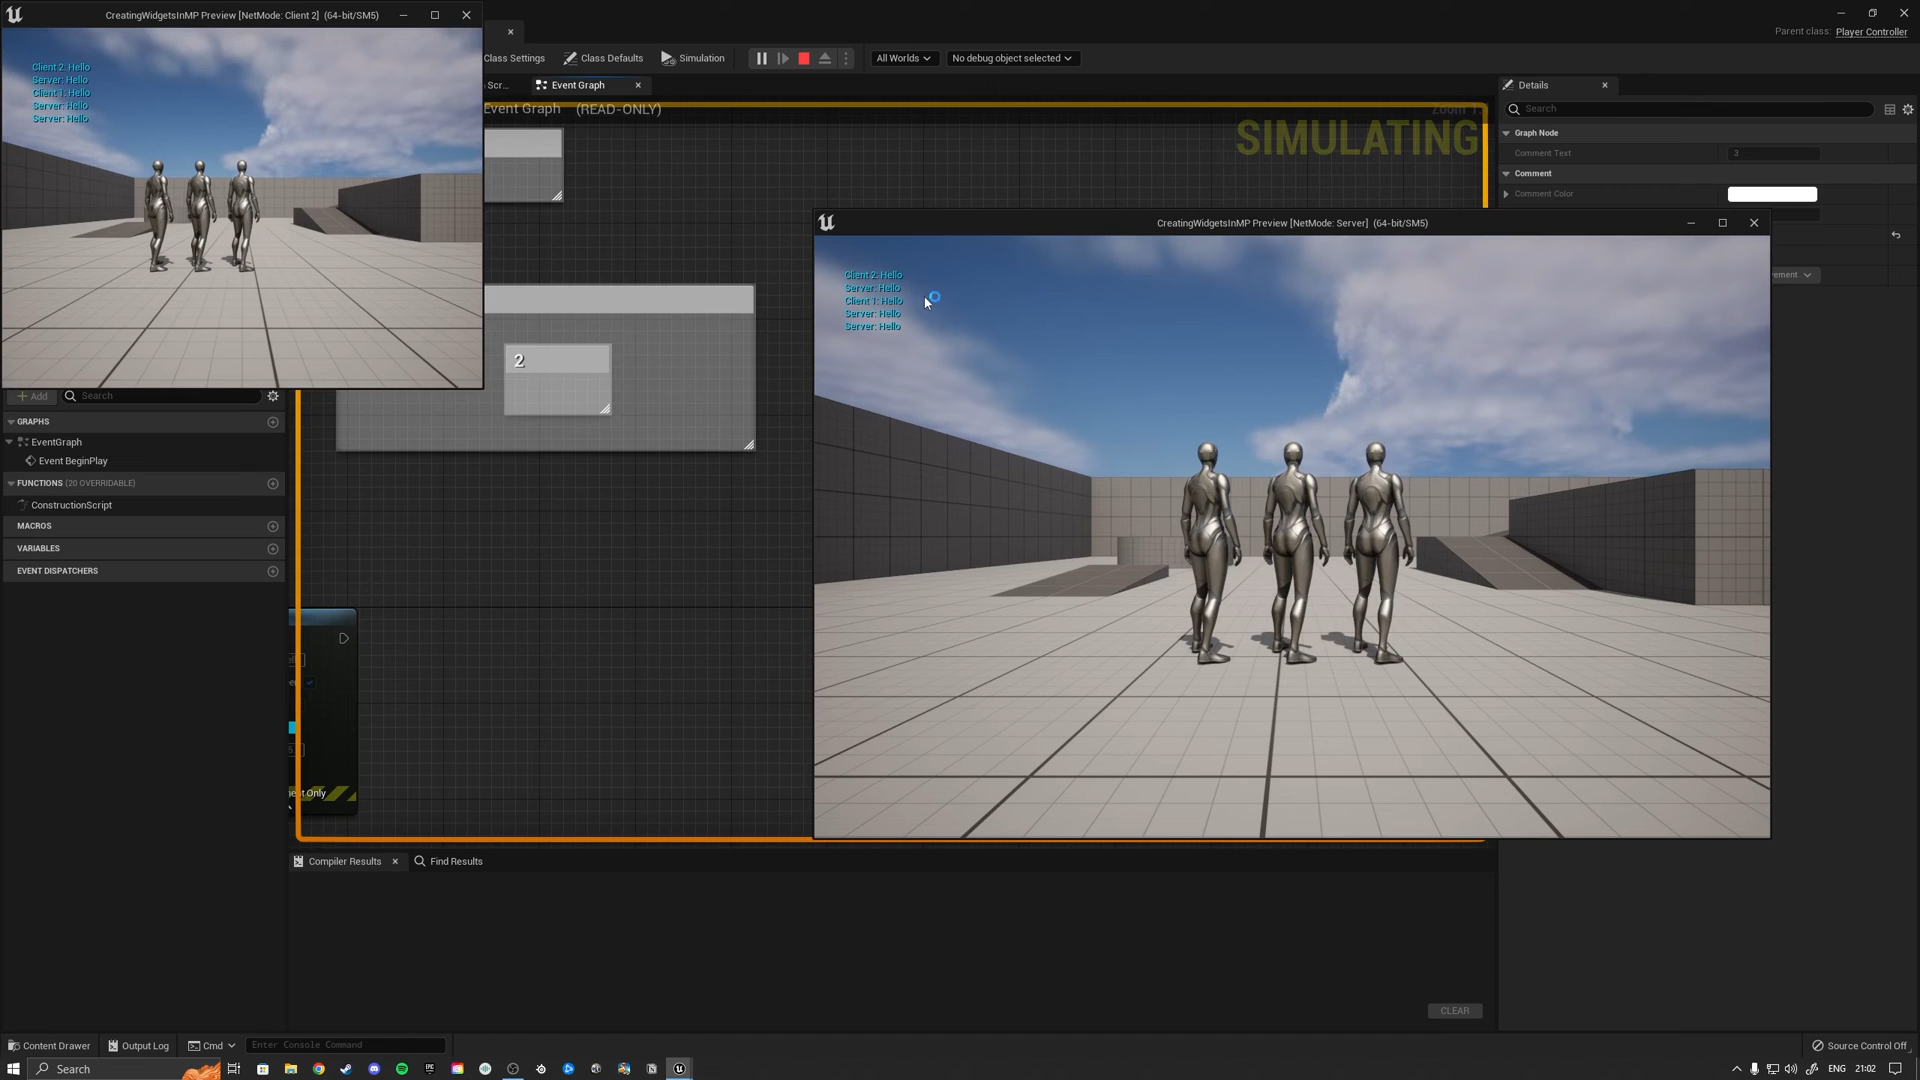 CreatingWidgetsInMP Preview [NetMode: Client 2] (64-bit/SM5)
Client 2: Hello
Server: Hello
Client 1: Hello
Server: Hello
Server: Hello
Class Settings
Class Defaults
Simulation
All Worlds
No debug object selected
Parent class: Player Controller
Scr...
Event Graph
Event Graph (READ-ONLY)
SIMULATING
2
Details
Search
Graph Node
Comment Text
3
Comment
Comment Color
CreatingWidgetsInMP Preview [NetMode: Server] (64-bit/SM5)
Client 2: Hello
Server: Hello
Client 1: Hello
Server: Hello
Server: Hello
Add
Search
GRAPHS
EventGraph
Event BeginPlay
FUNCTIONS (20 OVERRIDABLE)
ConstructionScript
MACROS
VARIABLES
EVENT DISPATCHERS
Only
Compiler Results
Find Results
CLEAR
Content Drawer
Output Log
Cmd
Enter Console Command
Source Control Off
Search
ENG
21:02